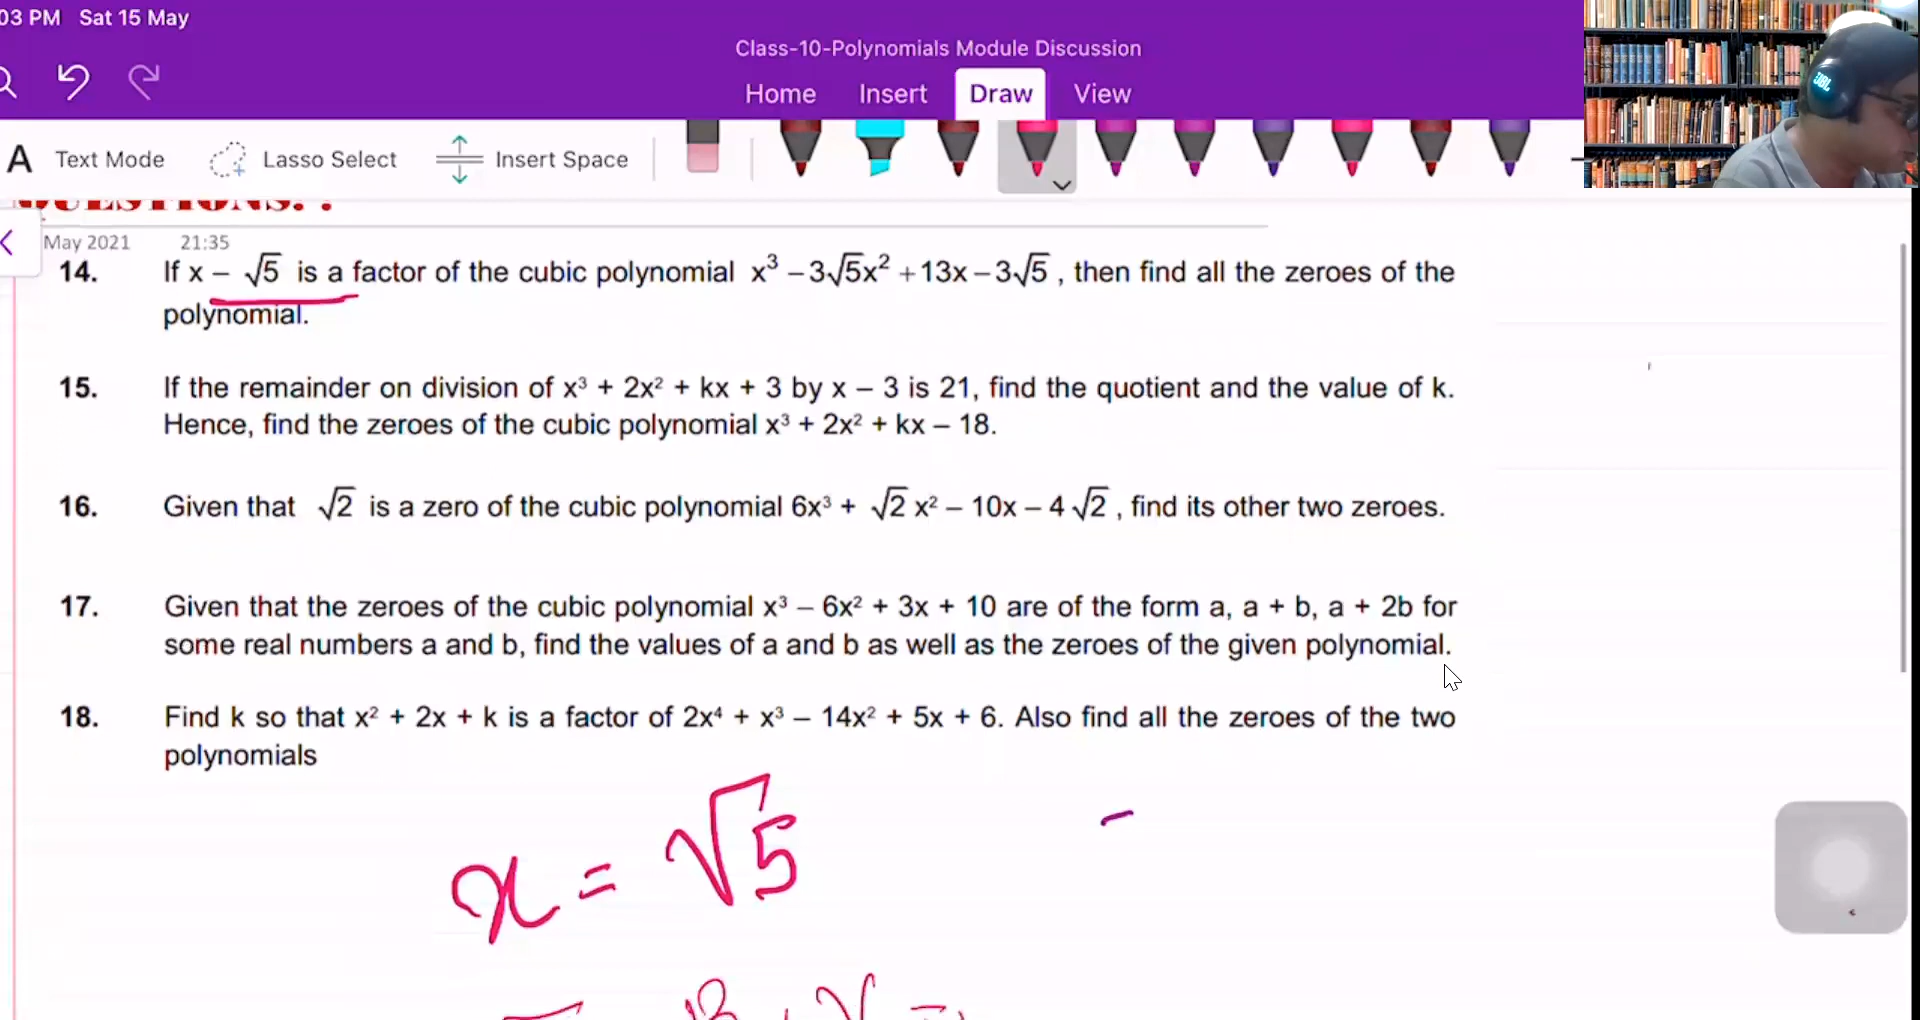 03 PM Sat 15 May
Class-10-Polynomials Module Discussion
Home Insert Draw View
A Text Mode Lasso Select Insert Space
QUESTIONS: :
May 2021 21:35
14. If x – √5 is a factor of the cubic polynomial x³ – 3√5x² + 13x – 3√5 , then find all the zeroes of the
polynomial.
15. If the remainder on division of x³ + 2x² + kx + 3 by x – 3 is 21, find the quotient and the value of k.
Hence, find the zeroes of the cubic polynomial x³ + 2x² + kx – 18.
16. Given that √2 is a zero of the cubic polynomial 6x³ + √2 x² – 10x – 4 √2 , find its other two zeroes.
17. Given that the zeroes of the cubic polynomial x³ – 6x² + 3x + 10 are of the form a, a + b, a + 2b for
some real numbers a and b, find the values of a and b as well as the zeroes of the given polynomial.
18. Find k so that x² + 2x + k is a factor of 2x⁴ + x³ – 14x² + 5x + 6. Also find all the zeroes of the two
polynomials
x = √5